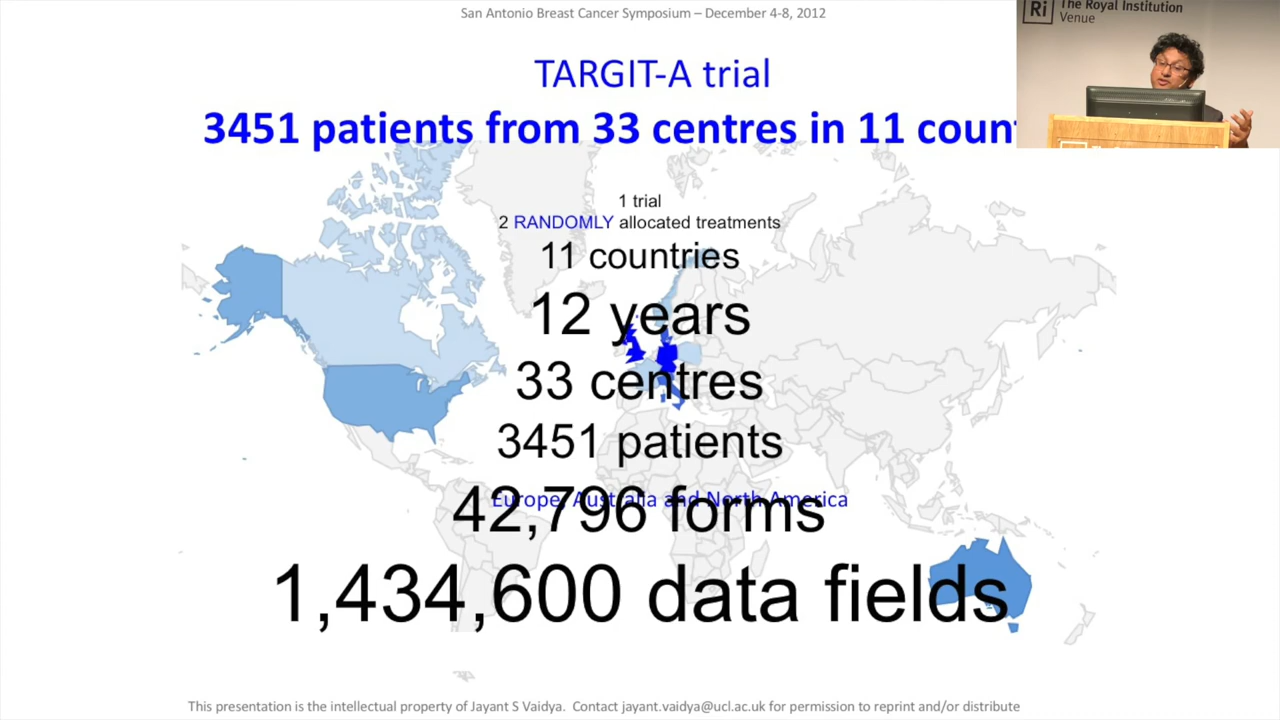 San Antonio Breast Cancer Symposium – December 4-8, 2012
Ri
The Royal Institution
Venue
TARGIT-A trial
3451 patients from 33 centres in 11 coun
1 trial
2 RANDOMLY allocated treatments
11 countries
12 years
33 centres
3451 patients
Europe, Australia and North America
42,796 forms
1,434,600 data fields
This presentation is the intellectual property of Jayant S Vaidya. Contact jayant.vaidya@ucl.ac.uk for permission to reprint and/or distribute